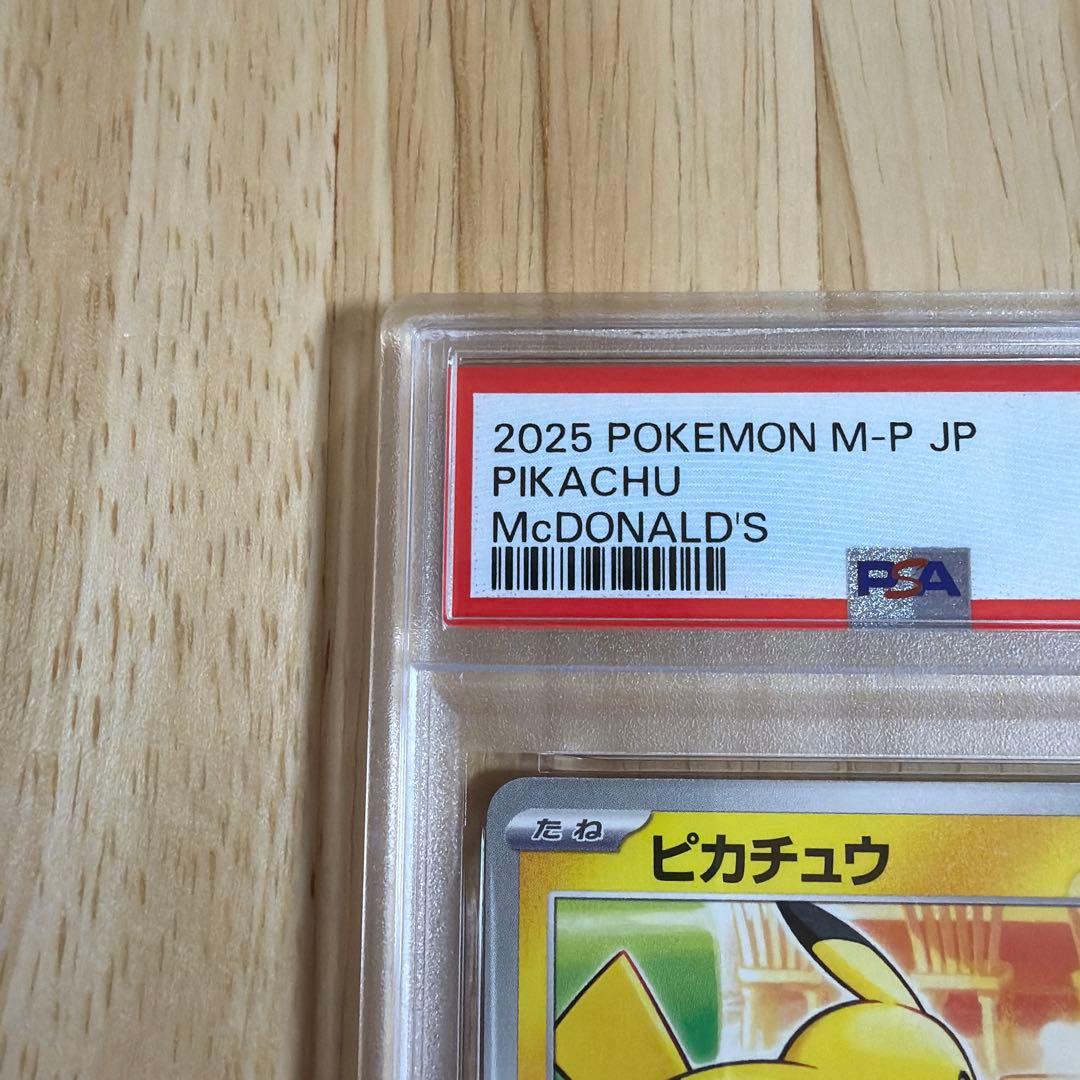 2025 POKEMON M-P JP
PIKACHU
McDONALD'S
PSA
たね ピカチュウ